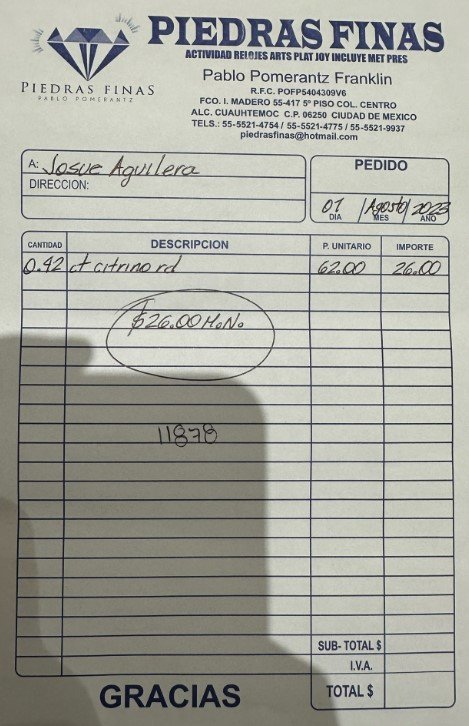 PIEDRAS FINAS
PABLO POMERANTZ
PIEDRAS FINAS
ACTIVIDAD RELOJES ARTS PLAT JOY INCLUYE MET PRES
Pablo Pomerantz Franklin
R.F.C. POFP5404309V6
FCO. I. MADERO 55-417 5º PISO COL. CENTRO
ALC. CUAUHTEMOC C.P. 06250 CIUDAD DE MEXICO
TELS.: 55-5521-4754 / 55-5521-4775 / 55-5521-9937
piedrasfinas@hotmail.com
A: Josue Aguilera
DIRECCION:
PEDIDO
01 /Agosto/2023
DIA MES AÑO
CANTIDAD DESCRIPCION P. UNITARIO IMPORTE
0.42 ct citrino rd 62.00 26.00
$26.00 M.N.
11878
SUB- TOTAL $
I.V.A.
TOTAL $
GRACIAS